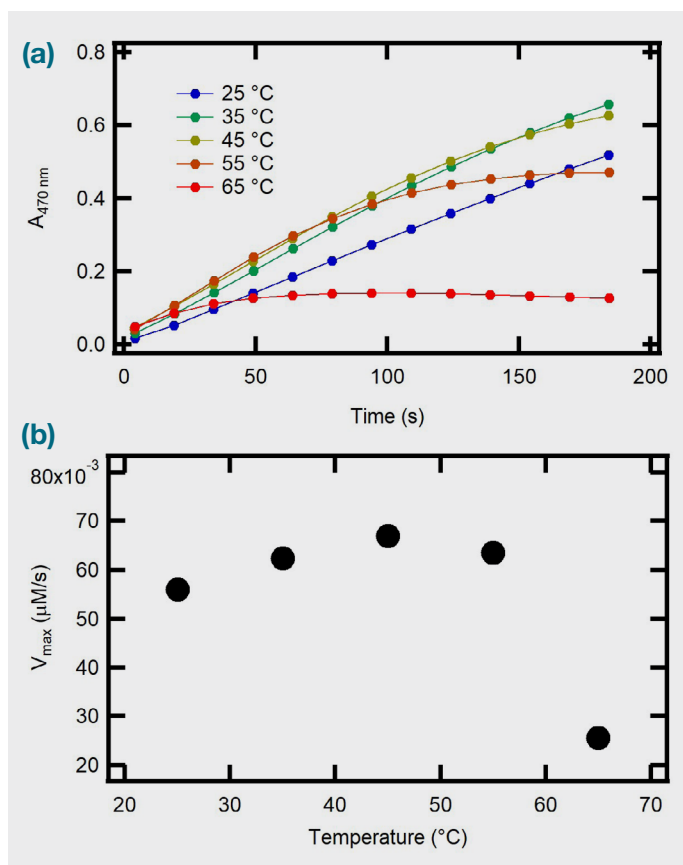 (a)
0.8
0.6
0.4
0.2
0.0
A470 nm
25 °C
35 °C
45 °C
55 °C
65 °C
0 50 100 150 200
Time (s)
(b)
80x10-3
70
60
50
40
30
20
Vmax (μM/s)
20 30 40 50 60 70
Temperature (°C)